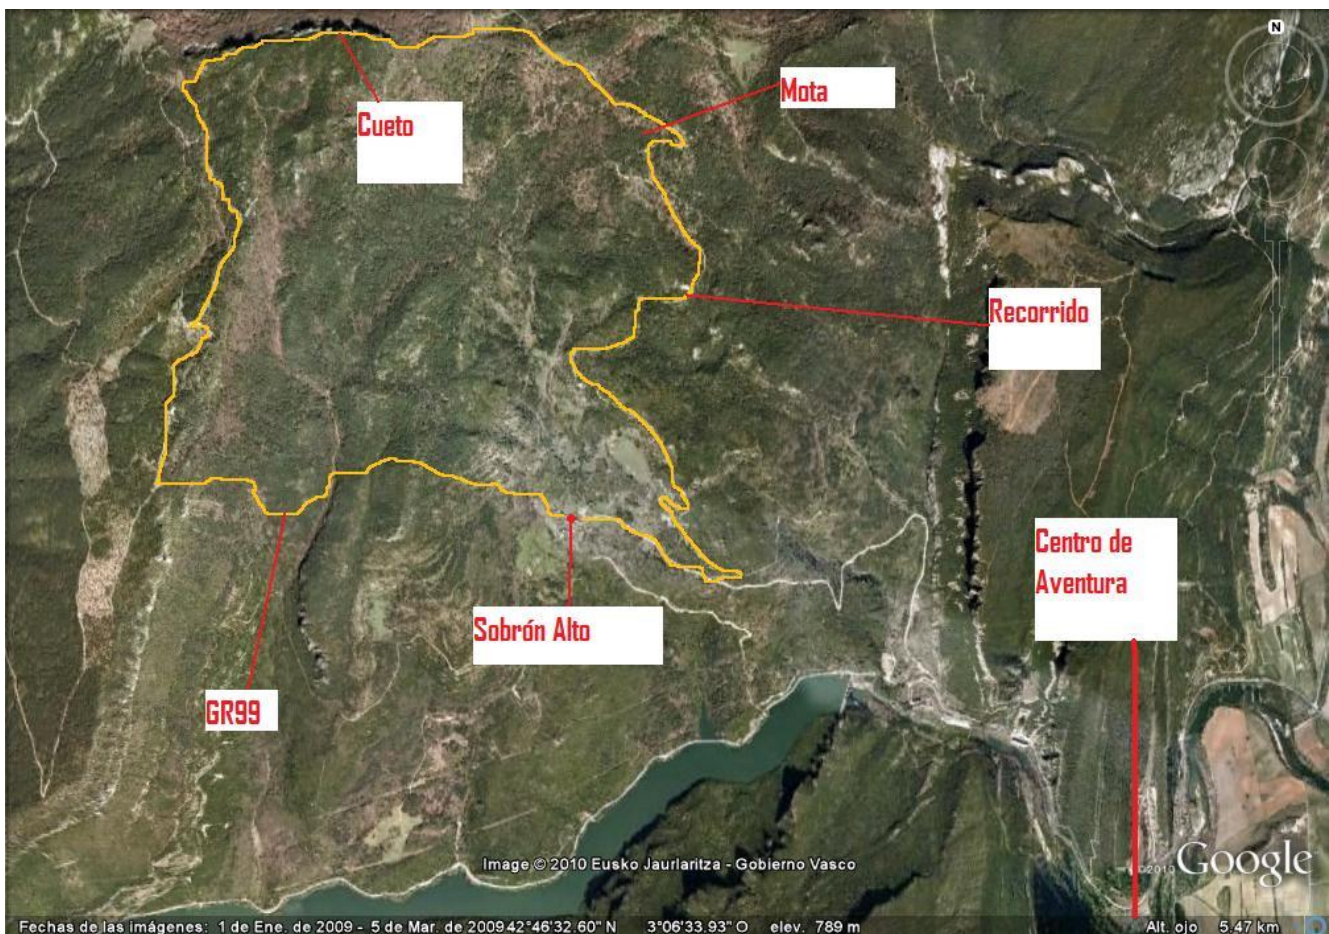 N
Mota
Cueto
Recorrido
Centro de
Aventura
Sobrón Alto
GR99
Image © 2010 Eusko Jaurlaritza - Gobierno Vasco
©2010 Google
Fechas de las imágenes: 1 de Ene. de 2009 - 5 de Mar. de 2009 42°46'32.60" N 3°06'33.93" O elev. 789 m Alt. ojo 5.47 km